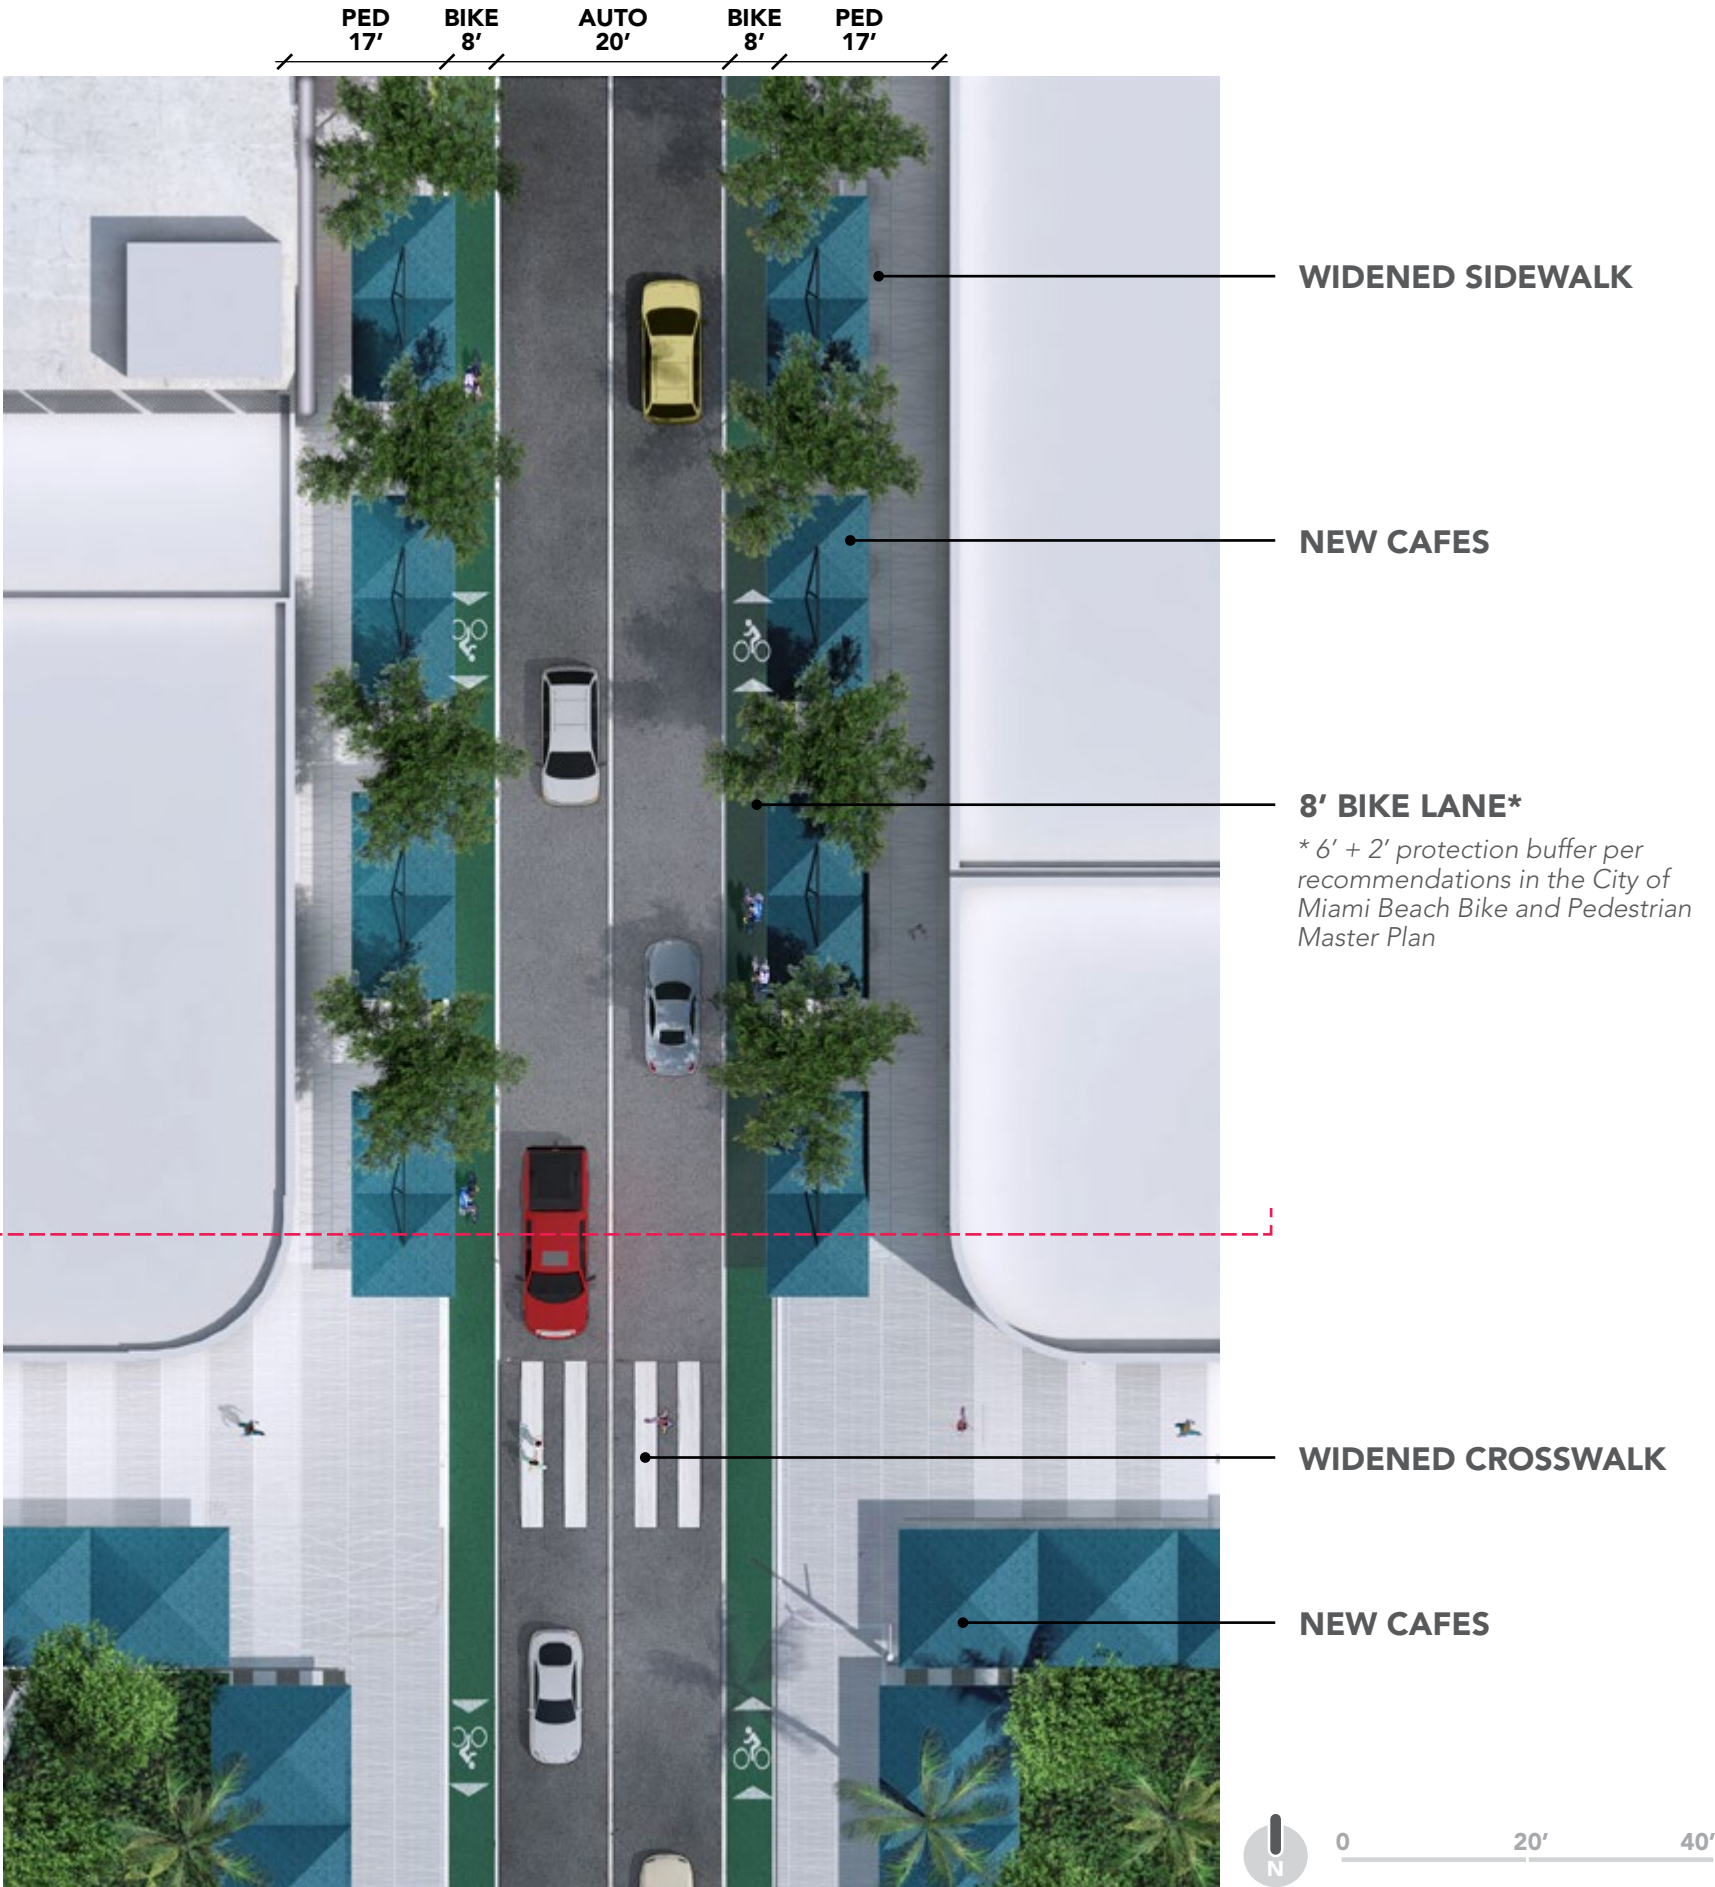 PED BIKE AUTO BIKE PED
17’ 8’ 20’ 8’ 17’
WIDENED SIDEWALK
NEW CAFES
8’ BIKE LANE*
* 6’ + 2’ protection buffer per
recommendations in the City of
Miami Beach Bike and Pedestrian
Master Plan
WIDENED CROSSWALK
NEW CAFES
N
0 20’ 40’